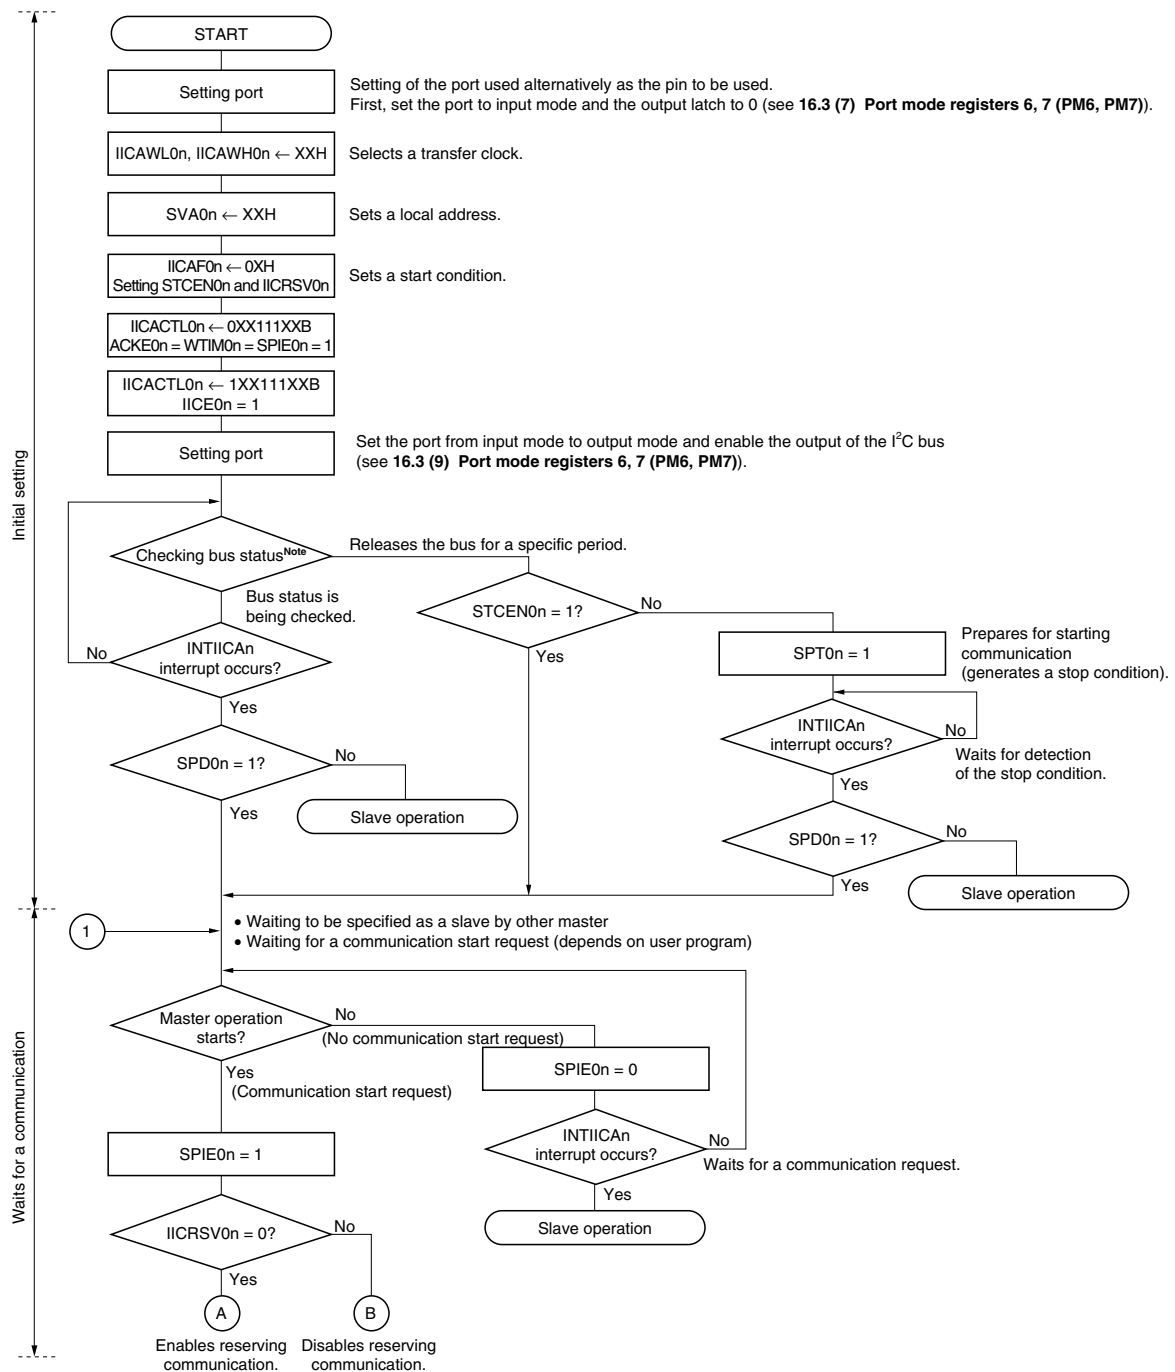 START
Setting port
Setting of the port used alternatively as the pin to be used.
First, set the port to input mode and the output latch to 0 (see 16.3 (7) Port mode registers 6, 7 (PM6, PM7)).
IICAWL0n, IICAWH0n ← XXH
Selects a transfer clock.
SVA0n ← XXH
Sets a local address.
IICAF0n ← 0XH
Setting STCEN0n and IICRSV0n
Sets a start condition.
IICACTL0n ← 0XX111XXB
ACKE0n = WTIM0n = SPIE0n = 1
IICACTL0n ← 1XX111XXB
IICE0n = 1
Setting port
Set the port from input mode to output mode and enable the output of the I²C bus
(see 16.3 (9) Port mode registers 6, 7 (PM6, PM7)).
Initial setting
Checking bus statusNote
Releases the bus for a specific period.
Bus status is
being checked.
STCEN0n = 1?
No
Yes
No
INTIICAn
interrupt occurs?
Yes
SPT0n = 1
Prepares for starting
communication
(generates a stop condition).
INTIICAn
interrupt occurs?
No
Waits for detection
of the stop condition.
Yes
SPD0n = 1?
No
Yes
Slave operation
SPD0n = 1?
No
Yes
Slave operation
1
• Waiting to be specified as a slave by other master
• Waiting for a communication start request (depends on user program)
Waits for a communication
Master operation
starts?
No
(No communication start request)
Yes
(Communication start request)
SPIE0n = 0
INTIICAn
interrupt occurs?
No
Waits for a communication request.
Yes
Slave operation
SPIE0n = 1
IICRSV0n = 0?
No
Yes
A
B
Enables reserving
communication.
Disables reserving
communication.